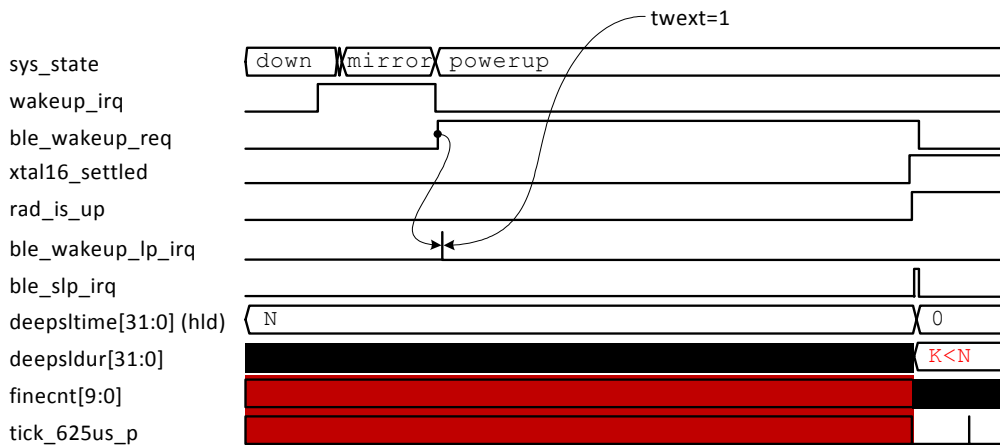 twext=1
sys_state down mirror powerup
wakeup_irq
ble_wakeup_req
xtal16_settled
rad_is_up
ble_wakeup_lp_irq
ble_slp_irq
deepsltime[31:0] (hld) N 0
deepsldur[31:0] K<N
finecnt[9:0]
tick_625us_p